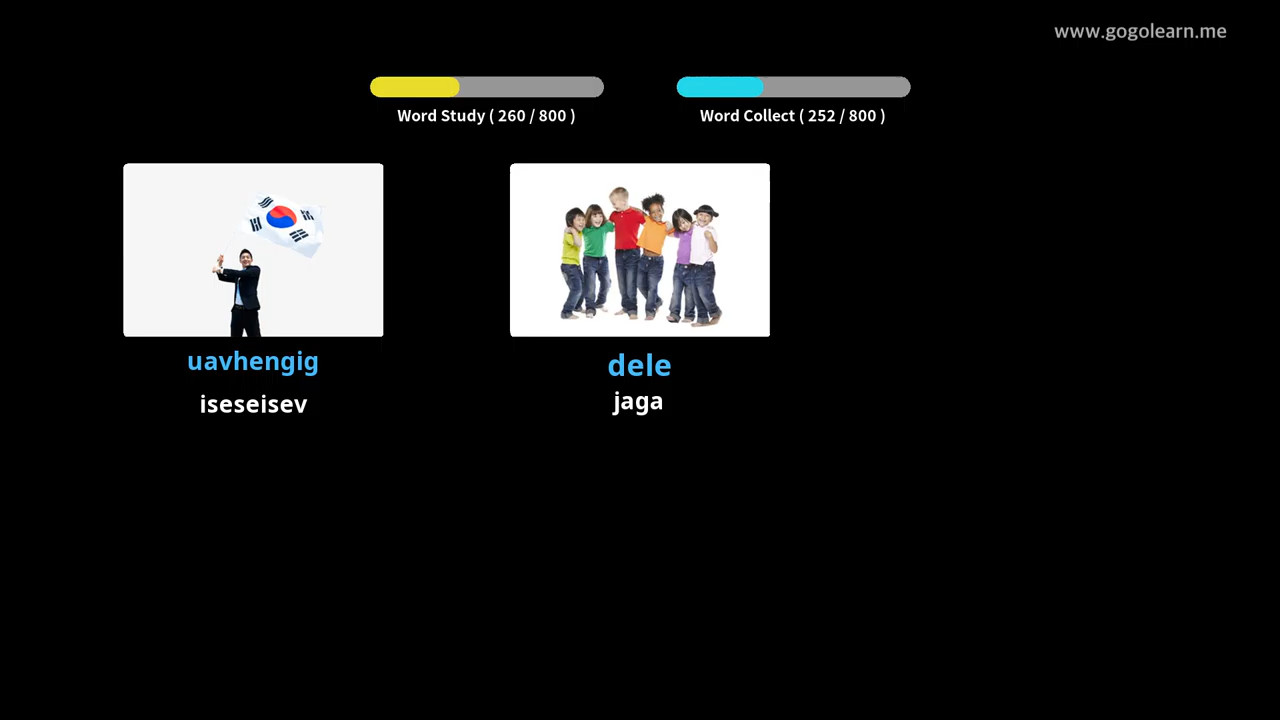 www.gogolearn.me
Word Study ( 260 / 800 )
Word Collect ( 252 / 800 )
uavhengig
iseseisev
dele
jaga